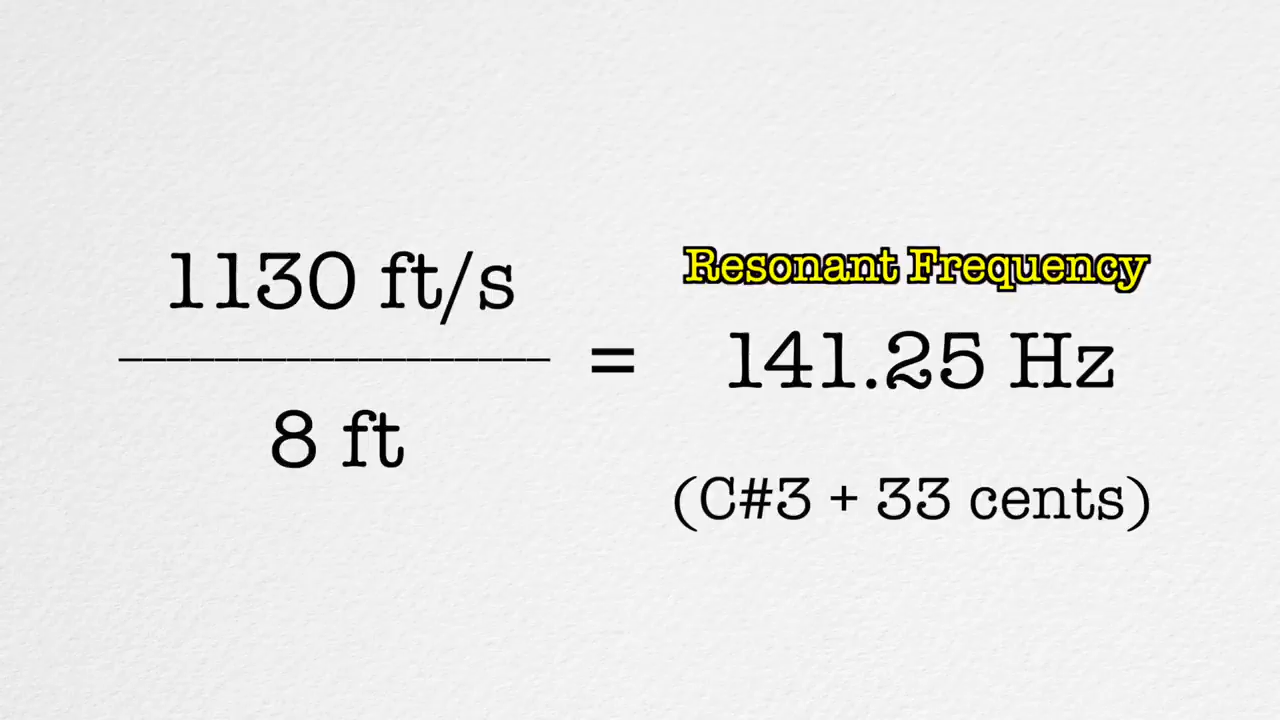 1130 ft/s
8 ft
=
Resonant Frequency
141.25 Hz
(C#3 + 33 cents)